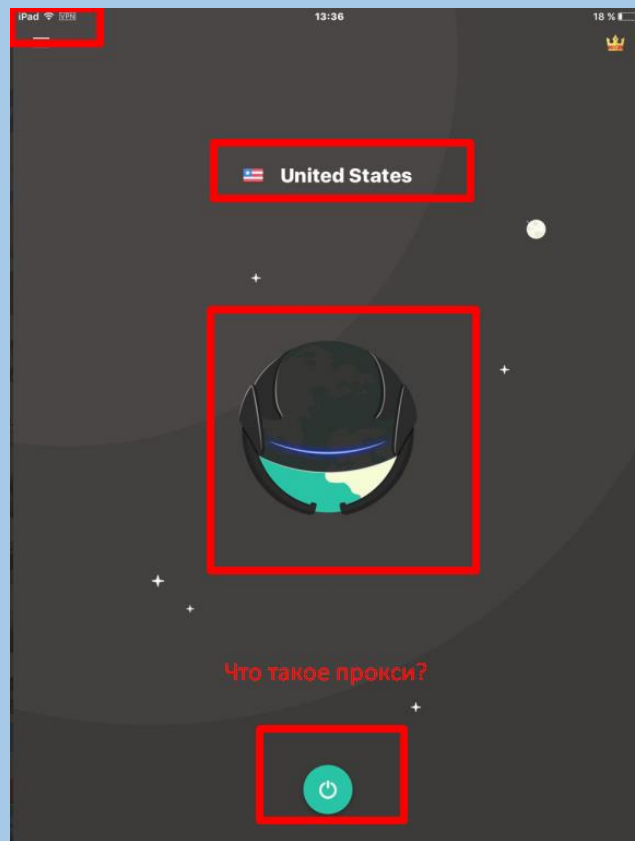 iPad VPN 13:36 18 %
United States
Что такое прокси?